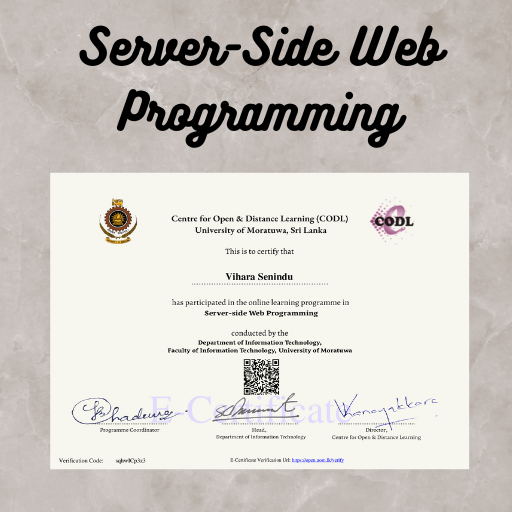 Server-Side Web
Programming
CODL
Centre for Open & Distance Learning (CODL)
University of Moratuwa, Sri Lanka
This is to certify that
Vihara Senindu
has participated in the online learning programme in
Server-side Web Programming
conducted by the
Department of Information Technology,
Faculty of Information Technology, University of Moratuwa
E-Certificate
Programme Coordinator
Head,
Department of Information Technology
Director,
Centre for Open & Distance Learning
Verification Code:
E-Certificate Verification Url: https://open.uom.lk/verify